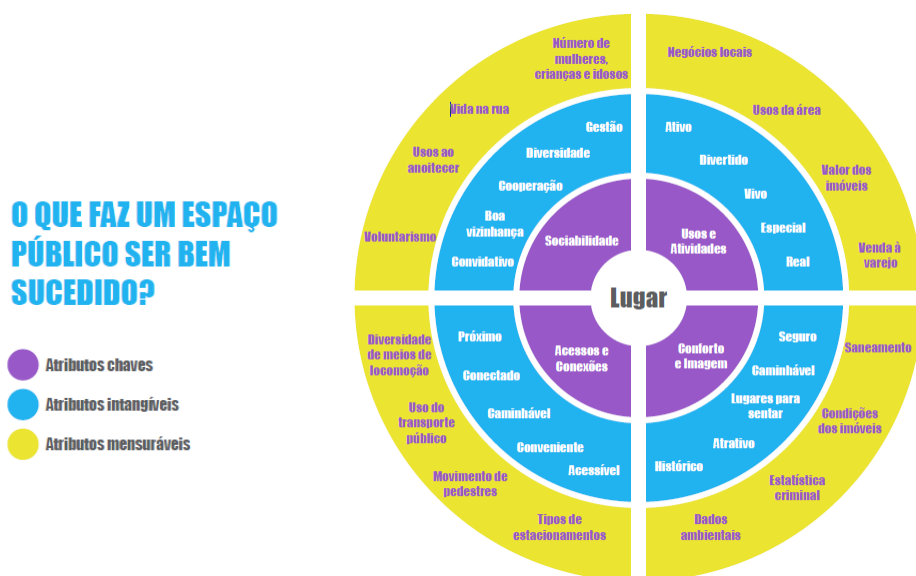 O QUE FAZ UM ESPAÇO
PÚBLICO SER BEM
SUCEDIDO?
Atributos chaves
Atributos intangíveis
Atributos mensuráveis
Lugar
Sociabilidade
Gestão
Diversidade
Cooperação
Boa
vizinhança
Convidativo
Número de
mulheres,
crianças e idosos
Vida na rua
Usos ao
anoitecer
Voluntarismo
Usos e
Atividades
Ativo
Divertido
Vivo
Especial
Real
Negócios locais
Usos da área
Valor dos
imóveis
Venda à
varejo
Acessos e
Conexões
Próximo
Conectado
Caminhável
Conveniente
Acessível
Diversidade
de meios de
locomoção
Uso do
transporte
público
Movimento de
pedestres
Tipos de
estacionamentos
Conforto
e Imagem
Seguro
Caminhável
Lugares para
sentar
Atrativo
Histórico
Saneamento
Condições
dos imóveis
Estatística
criminal
Dados
ambientais